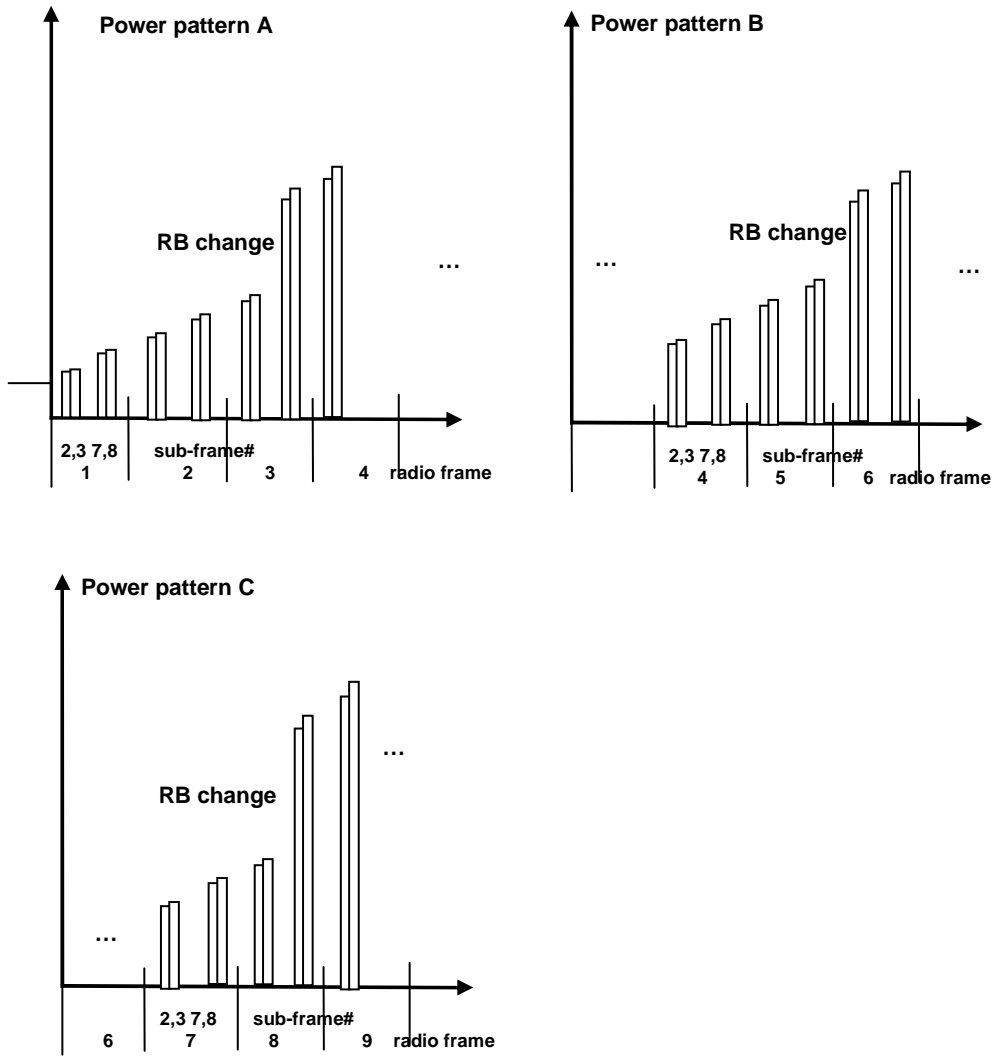 Power pattern A
RB change
...
2,3 7,8 sub-frame#
1 2 3 4 radio frame
Power pattern B
...
RB change
...
2,3 7,8 sub-frame#
4 5 6 radio frame
Power pattern C
...
RB change
...
2,3 7,8 sub-frame#
6 7 8 9 radio frame